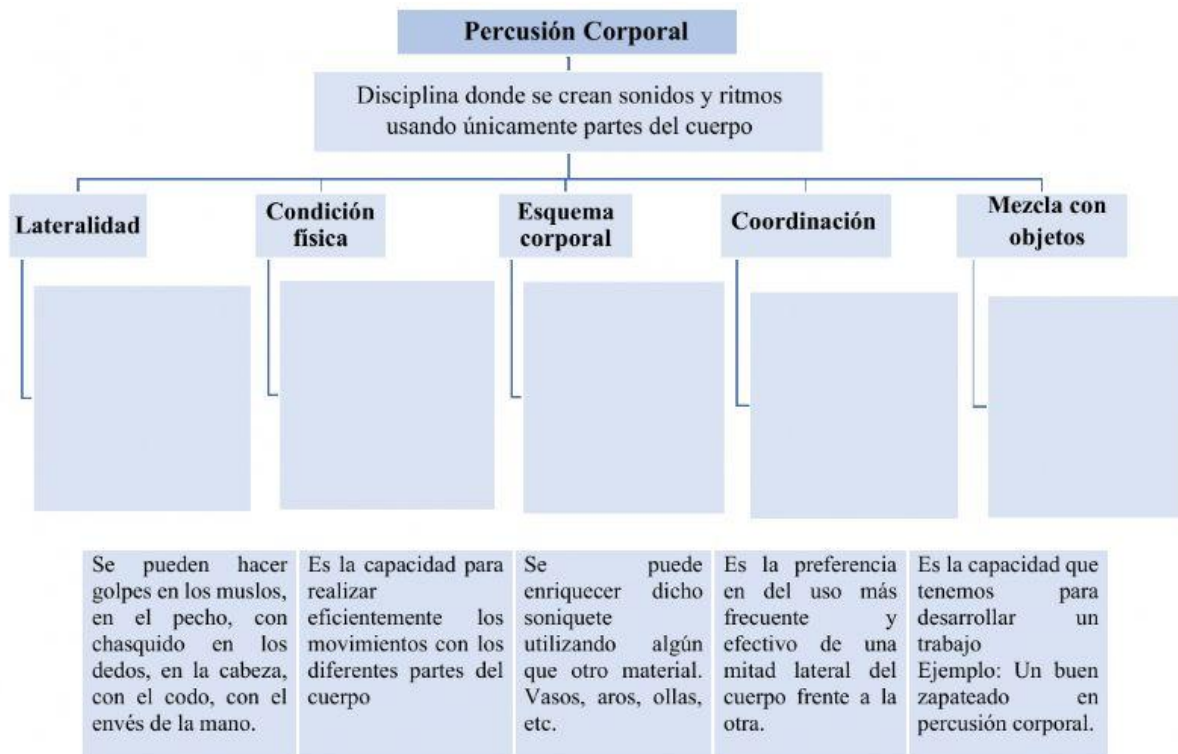 Percusión Corporal
Disciplina donde se crean sonidos y ritmos
usando únicamente partes del cuerpo
Lateralidad
Condición
física
Esquema
corporal
Coordinación
Mezcla con
objetos
Se pueden hacer
golpes en los muslos,
en el pecho, con
chasquido en los
dedos, en la cabeza,
con el codo, con el
envés de la mano.
Es la capacidad para
realizar
eficientemente los
movimientos con los
diferentes partes del
cuerpo
Se puede
enriquecer dicho
soniquete
utilizando algún
que otro material.
Vasos, aros, ollas,
etc.
Es la preferencia
en del uso más
frecuente y
efectivo de una
mitad lateral del
cuerpo frente a la
otra.
Es la capacidad que
tenemos para
desarrollar un
trabajo
Ejemplo: Un buen
zapateado en
percusión corporal.